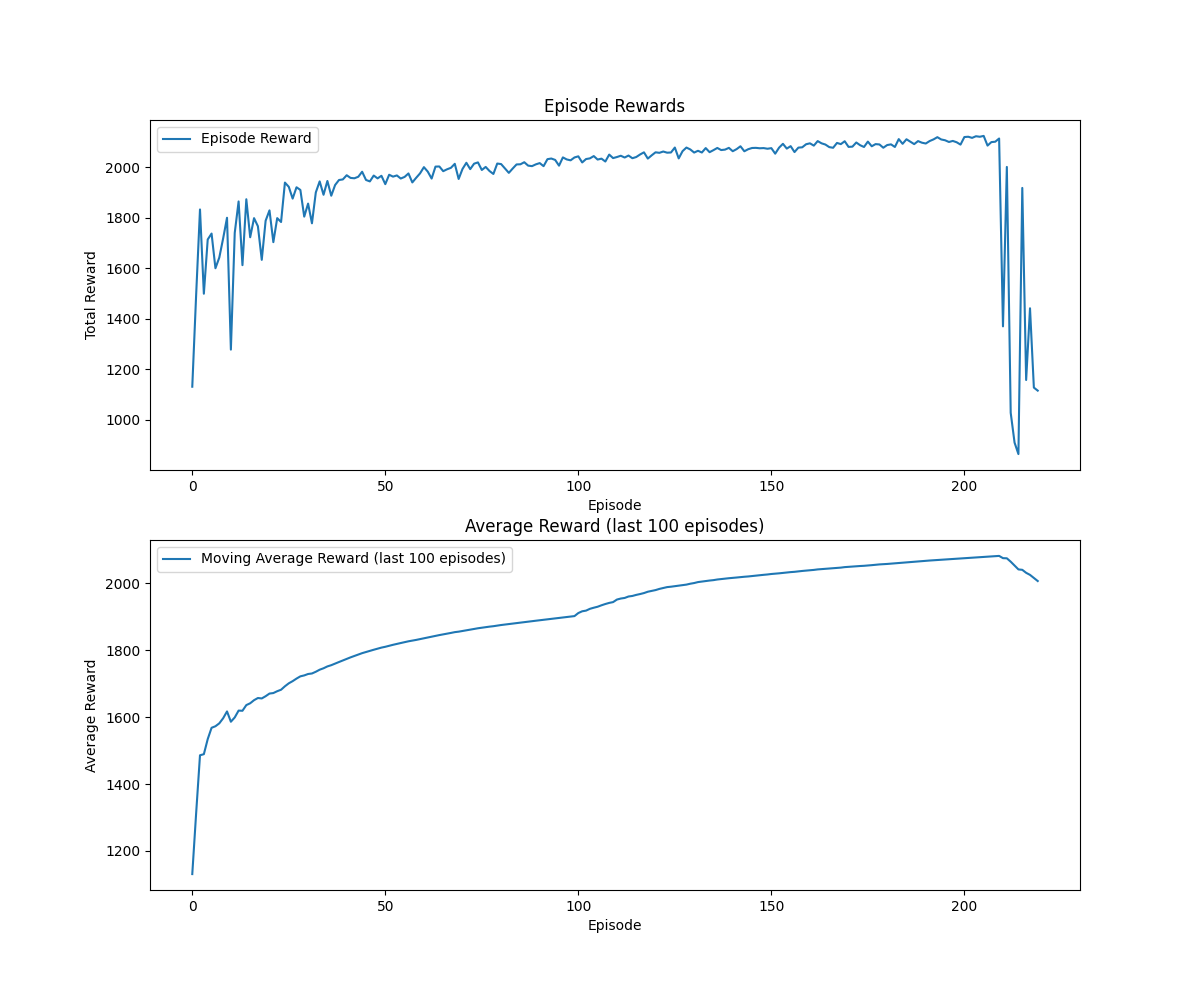 Episode Rewards
Episode Reward
Total Reward
2000
1800
1600
1400
1200
1000
0 50 100 150 200
Episode
Average Reward (last 100 episodes)
Moving Average Reward (last 100 episodes)
Average Reward
2000
1800
1600
1400
1200
0 50 100 150 200
Episode